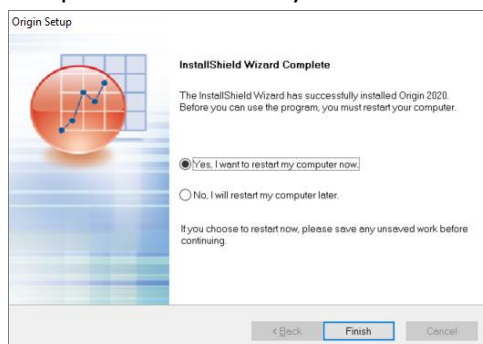 Origin Setup
InstallShield Wizard Complete
The InstallShield Wizard has successfully installed Origin 2020.
Before you can use the program, you must restart your computer.
Yes, I want to restart my computer now.
No, I will restart my computer later.
If you choose to restart now, please save any unsaved work before
continuing.
< Back Finish Cancel